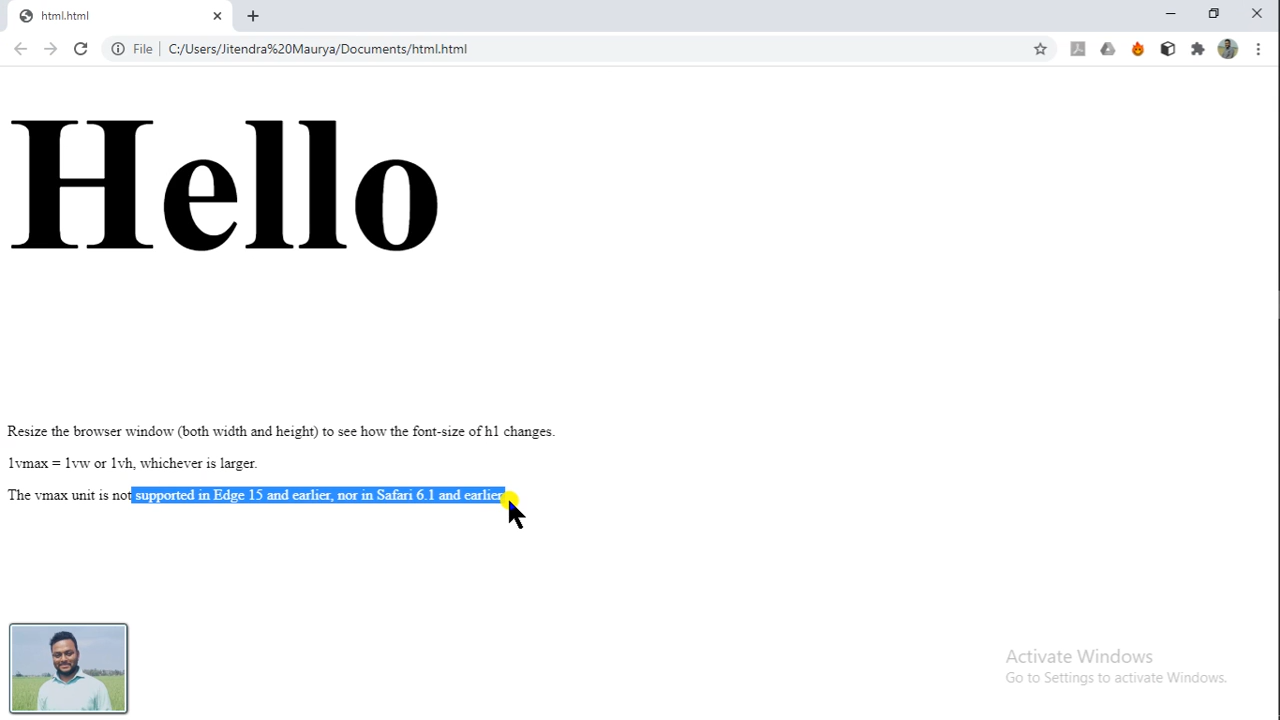 html.html
File
C:/Users/Jitendra%20Maurya/Documents/html.html
Hello
Resize the browser window (both width and height) to see how the font-size of h1 changes.
1vmax = 1vw or 1vh, whichever is larger.
The vmax unit is not supported in Edge 15 and earlier, nor in Safari 6.1 and earlier
Activate Windows
Go to Settings to activate Windows.